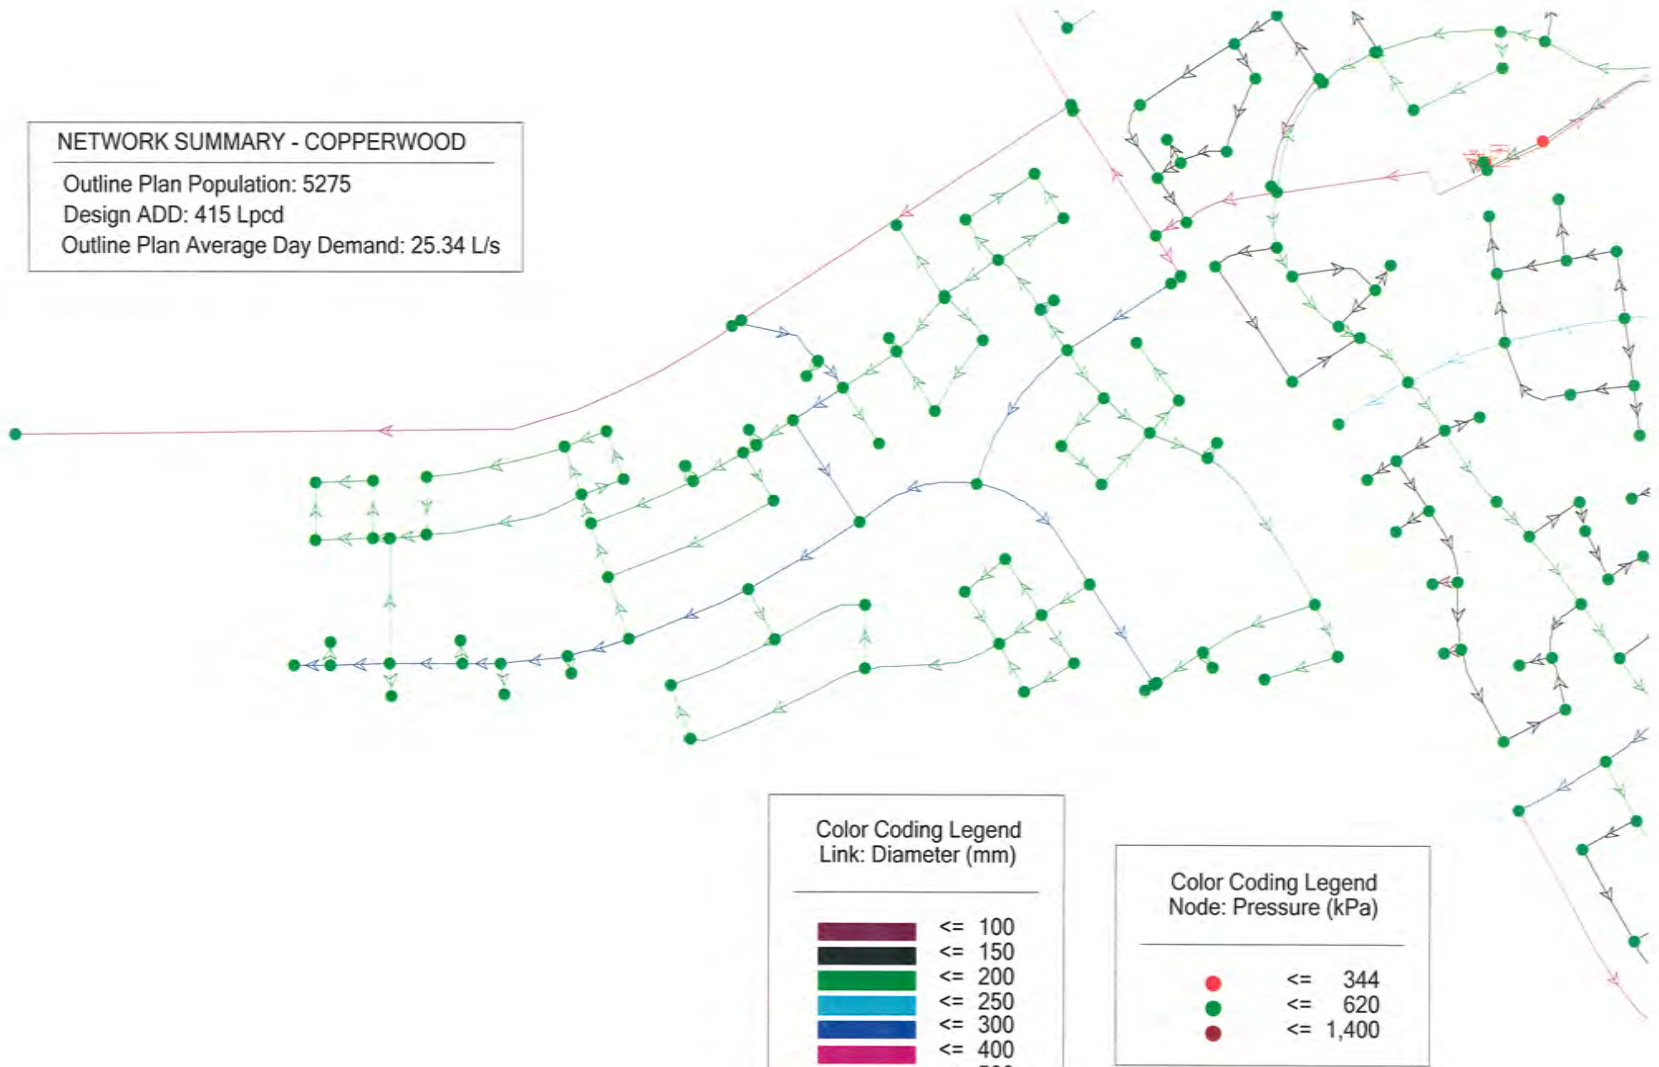 NETWORK SUMMARY - COPPERWOOD
Outline Plan Population: 5275
Design ADD: 415 Lpcd
Outline Plan Average Day Demand: 25.34 L/s
Color Coding Legend
Link: Diameter (mm)
<= 100
<= 150
<= 200
<= 250
<= 300
<= 400
Color Coding Legend
Node: Pressure (kPa)
<= 344
<= 620
<= 1,400